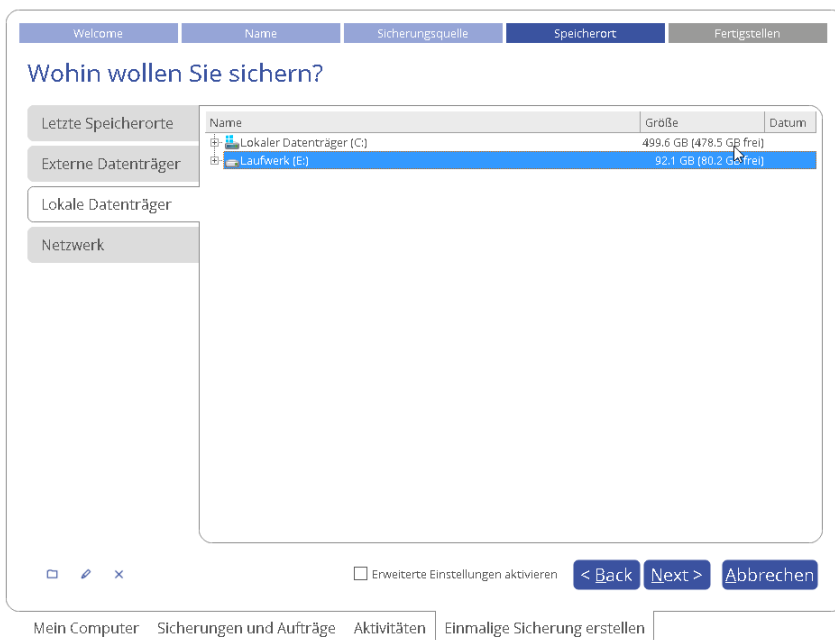 Welcome Name Sicherungsquelle Speicherort Fertigstellen
Wohin wollen Sie sichern?
Letzte Speicherorte
Externe Datenträger
Lokale Datenträger
Netzwerk
Name Größe Datum
Lokaler Datenträger (C:) 499.6 GB (478.5 GB frei)
Laufwerk (E:) 92.1 GB (80.2 GB frei)
Erweiterte Einstellungen aktivieren < Back Next > Abbrechen
Mein Computer Sicherungen und Aufträge Aktivitäten Einmalige Sicherung erstellen